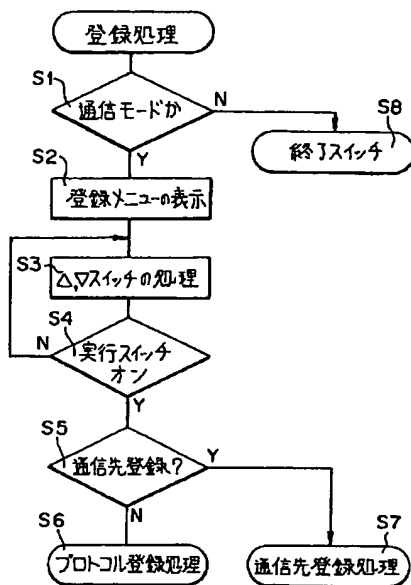 登録処理
S1
通信モードか
N
S8
終了スイッチ
Y
S2
登録メニューの表示
S3
△,▽スイッチの処理
S4
N
実行スイッチ
オン
Y
S5
通信先登録?
Y
N
S6
プロトコル登録処理
S7
通信先登録処理